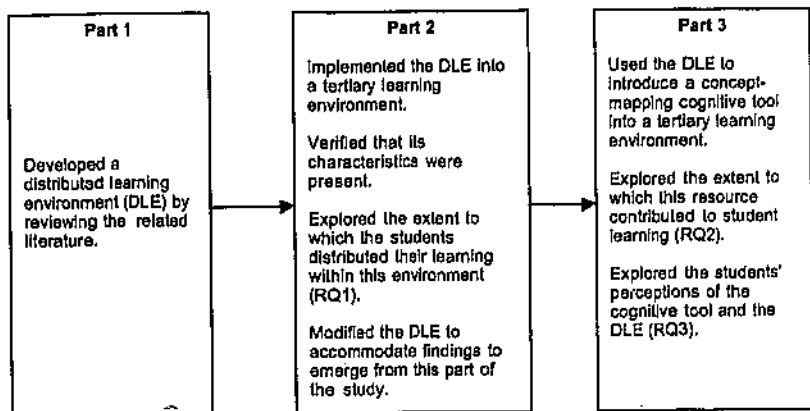 Part 1
Developed a
distributed learning
environment (DLE) by
reviewing the related
literature.
Part 2
Implemented the DLE into
a tertiary learning
environment.
Verified that its
characteristics were
present.
Explored the extent to
which the students
distributed their learning
within this environment
(RQ1).
Modified the DLE to
accommodate findings to
emerge from this part of
the study.
Part 3
Used the DLE to
introduce a concept-
mapping cognitive tool
into a tertiary learning
environment.
Explored the extent to
which this resource
contributed to student
learning (RQ2).
Explored the students'
perceptions of the
cognitive tool and the
DLE (RQ3).